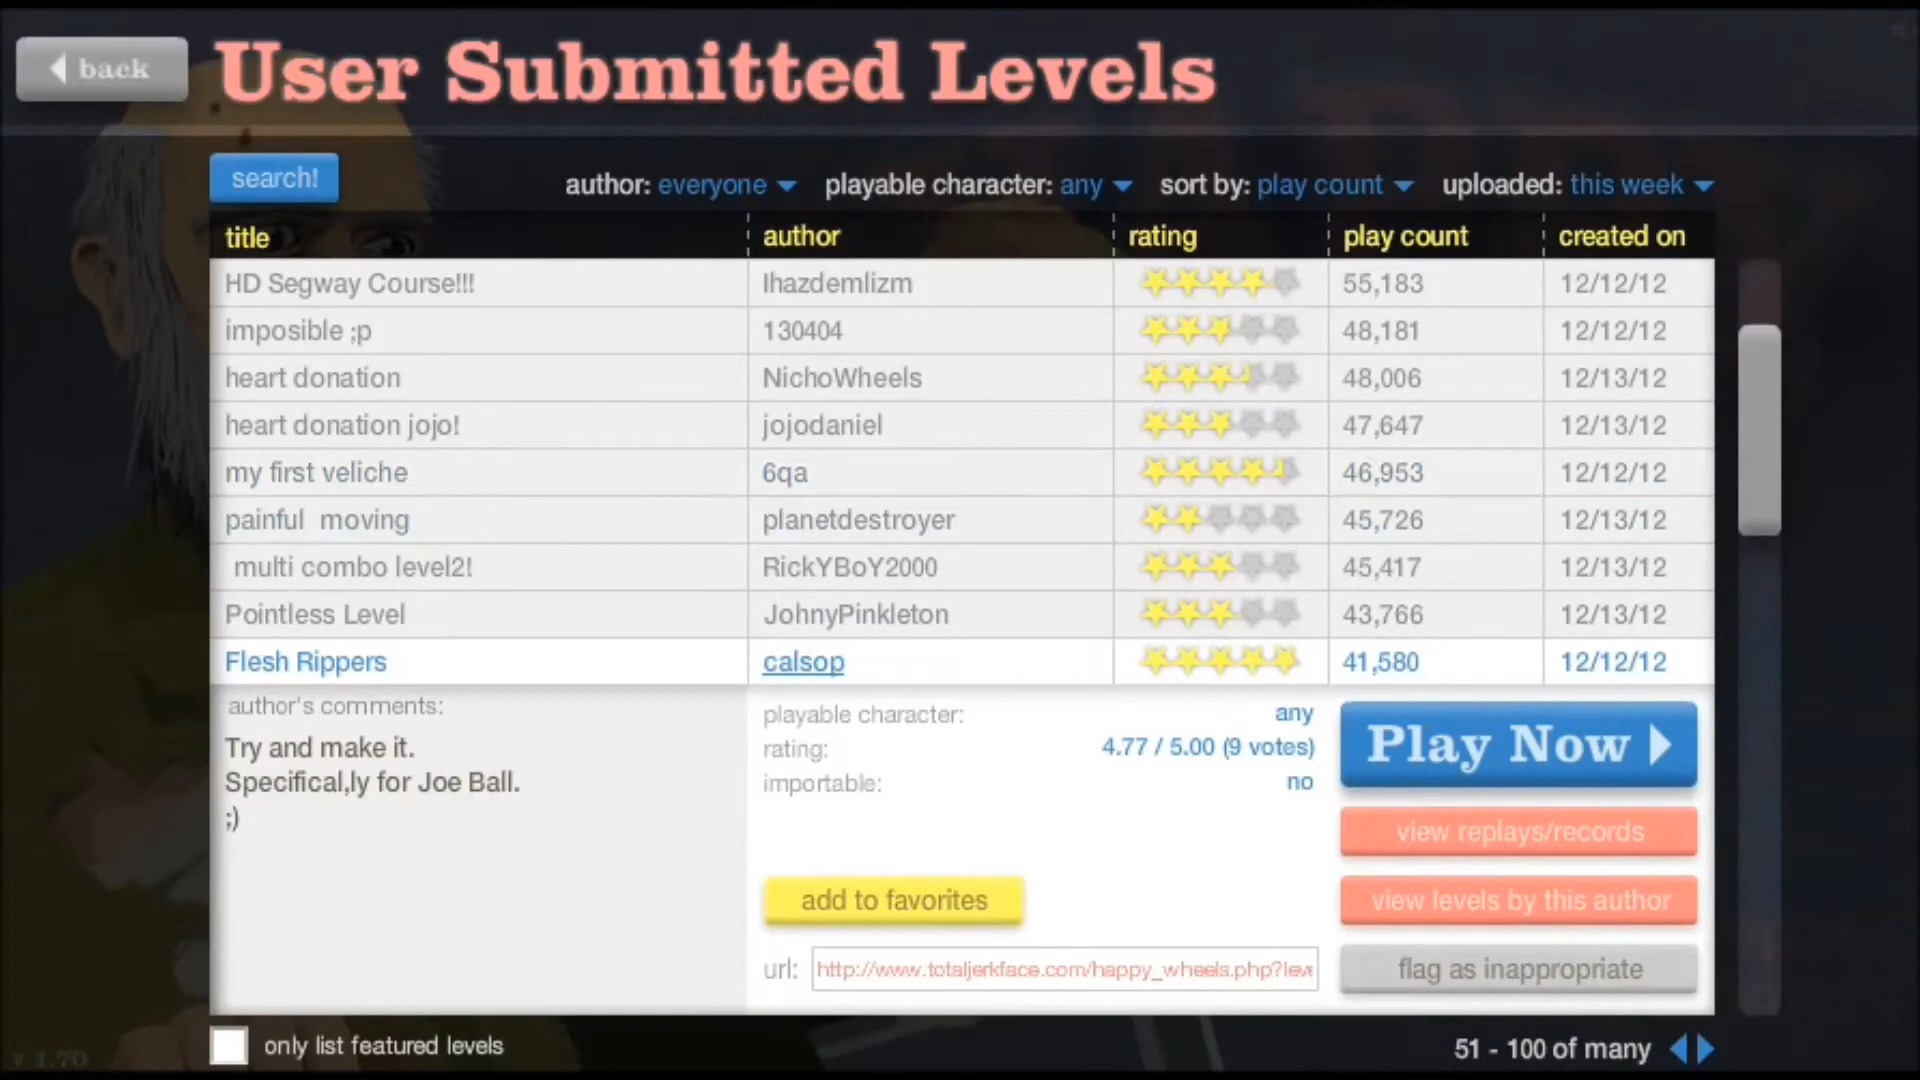 back
User Submitted Levels
search!
author: everyone playable character: any sort by: play count uploaded: this week
title author rating play count created on
HD Segway Course!!! Ihazdemlizm 55,183 12/12/12
imposible ;p 130404 48,181 12/12/12
heart donation NichoWheels 48,006 12/13/12
heart donation jojo! jojodaniel 47,647 12/13/12
my first veliche 6qa 46,953 12/12/12
painful moving planetdestroyer 45,726 12/13/12
multi combo level2! RickYBoY2000 45,417 12/13/12
Pointless Level JohnyPinkleton 43,766 12/13/12
Flesh Rippers calsop 41,580 12/12/12
author's comments:
Try and make it.
Specifical,ly for Joe Ball.
;)
playable character: any
rating: 4.77 / 5.00 (9 votes)
importable: no
add to favorites
url: http://www.totaljerkface.com/happy_wheels.php?leve
Play Now
view replays/records
view levels by this author
flag as inappropriate
only list featured levels
51 - 100 of many
v 1.70